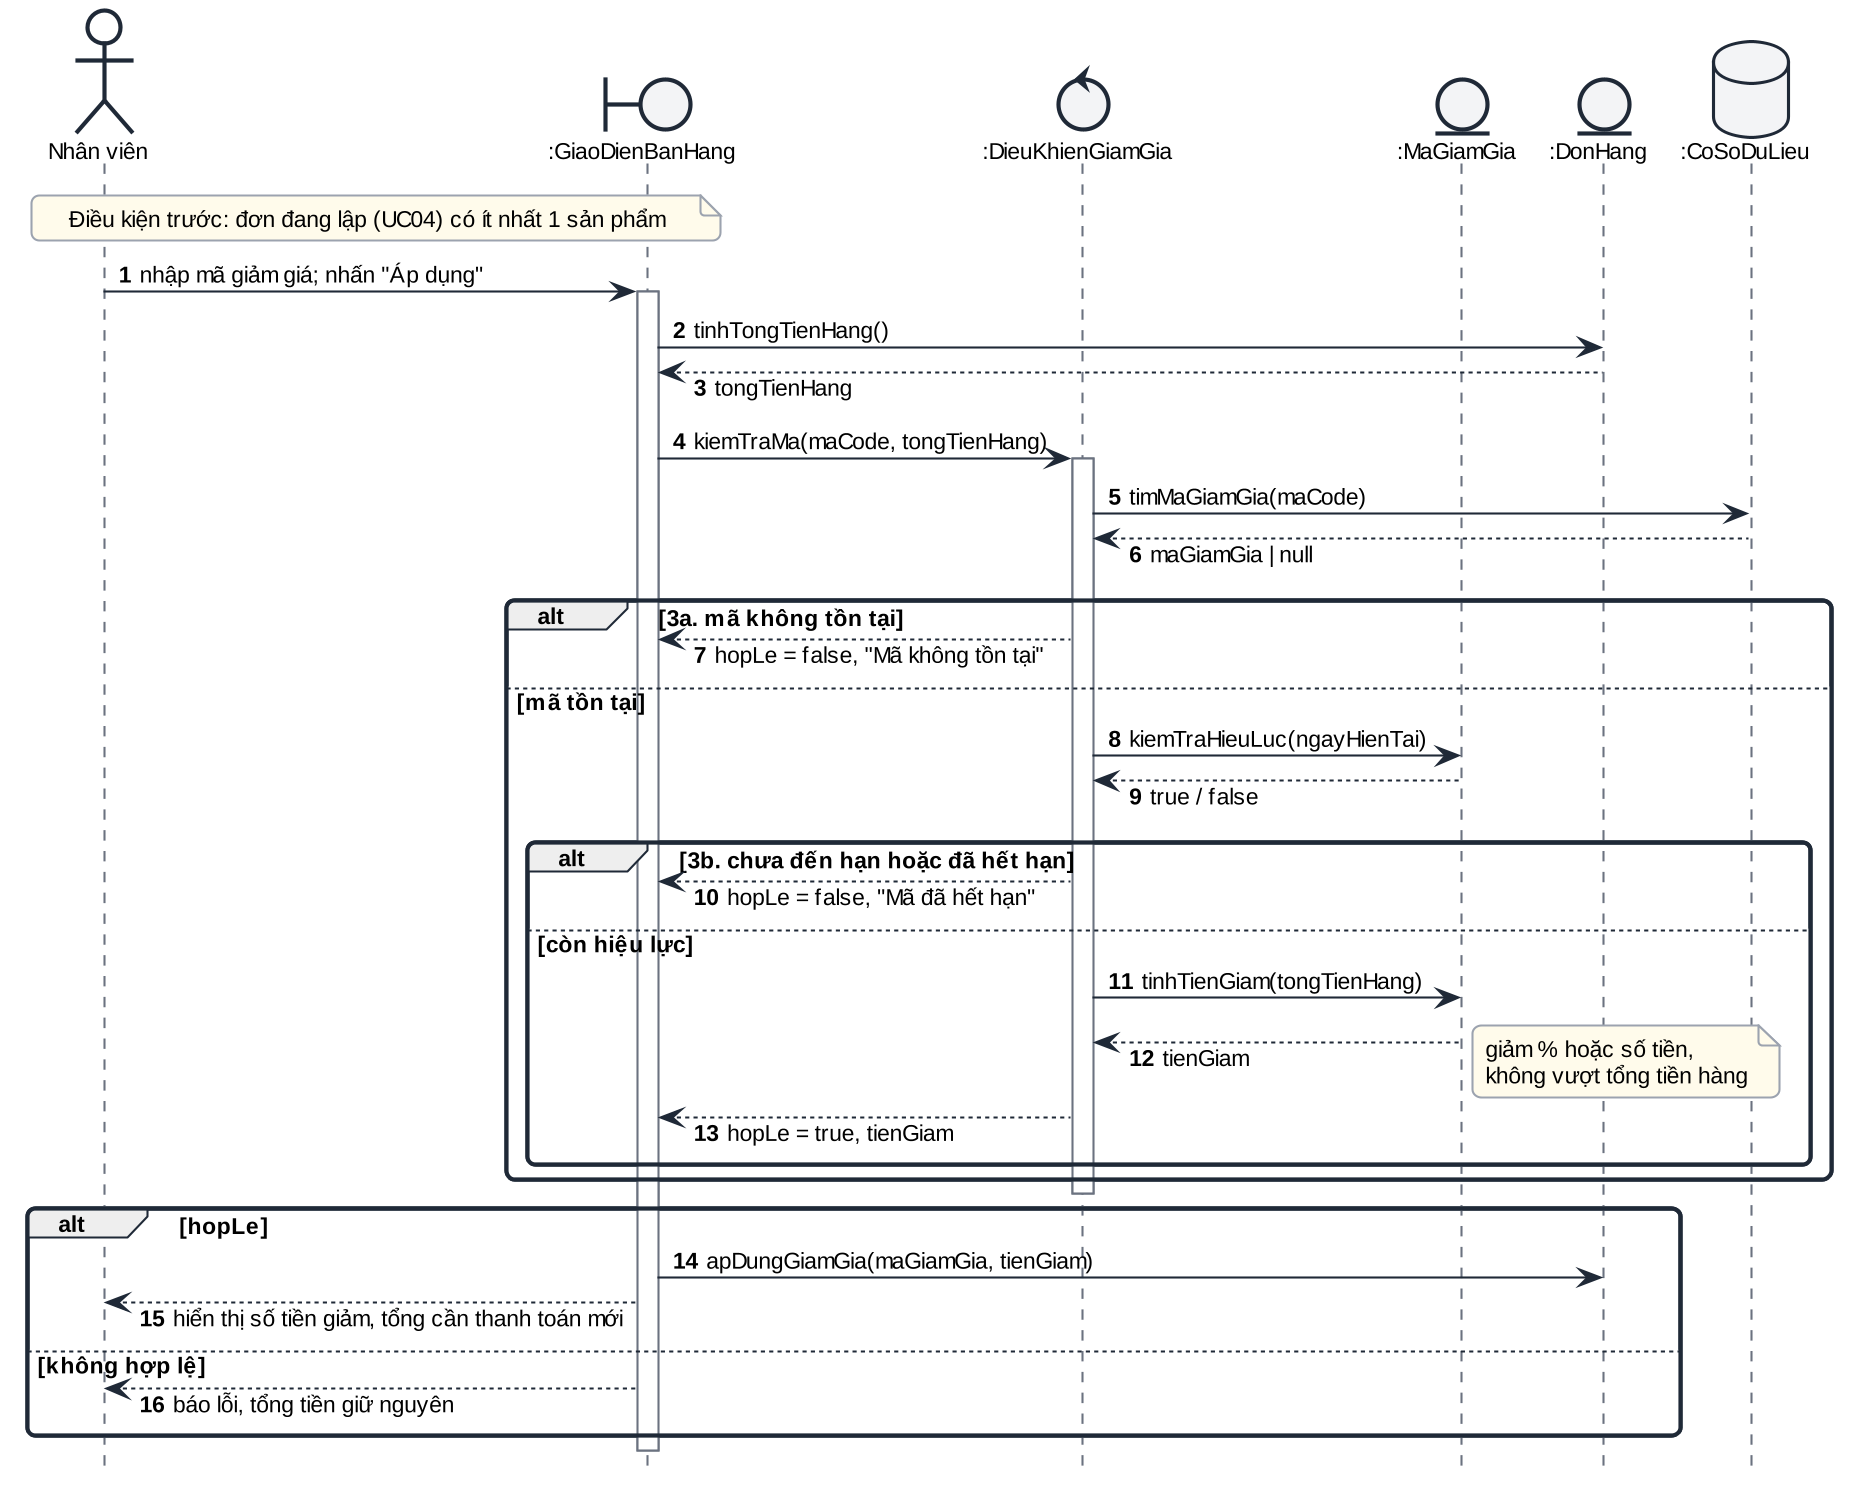 Nhân viên
:GiaoDienBanHang
:DieuKhienGiamGia
:MaGiamGia
:DonHang
:CoSoDuLieu
Điều kiện trước: đơn đang lập (UC04) có ít nhất 1 sản phẩm
1 nhập mã giảm giá; nhấn "Áp dụng"
2 tinhTongTienHang()
3 tongTienHang
4 kiemTraMa(maCode, tongTienHang)
5 timMaGiamGia(maCode)
6 maGiamGia | null
alt [3a. mã không tồn tại]
7 hopLe = false, "Mã không tồn tại"
[mã tồn tại]
8 kiemTraHieuLuc(ngayHienTai)
9 true / false
alt [3b. chưa đến hạn hoặc đã hết hạn]
10 hopLe = false, "Mã đã hết hạn"
[còn hiệu lực]
11 tinhTienGiam(tongTienHang)
12 tienGiam
giảm % hoặc số tiền,
không vượt tổng tiền hàng
13 hopLe = true, tienGiam
alt [hopLe]
14 apDungGiamGia(maGiamGia, tienGiam)
15 hiển thị số tiền giảm, tổng cần thanh toán mới
[không hợp lệ]
16 báo lỗi, tổng tiền giữ nguyên